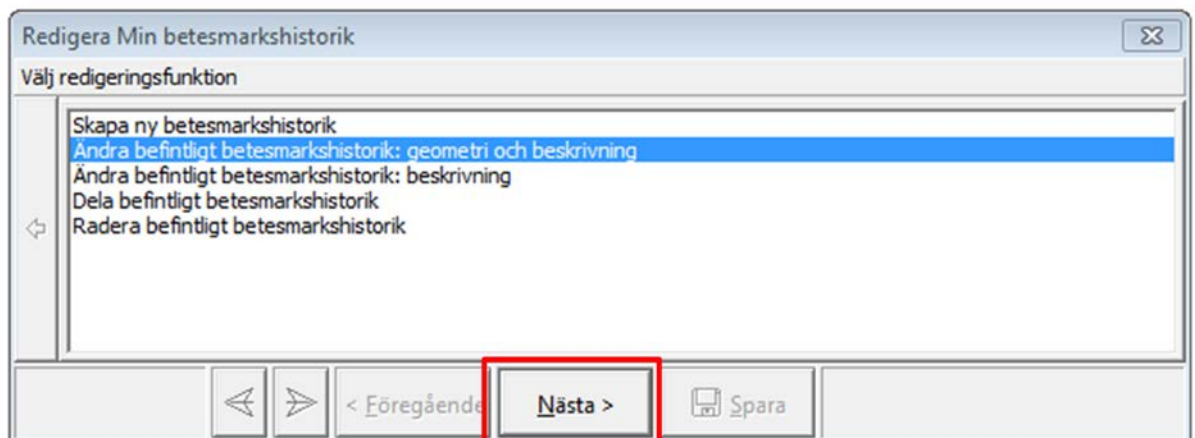 Redigera Min betesmarkshistorik
Välj redigeringsfunktion
Skapa ny betesmarkshistorik
Ändra befintligt betesmarkshistorik: geometri och beskrivning
Ändra befintligt betesmarkshistorik: beskrivning
Dela befintligt betesmarkshistorik
Radera befintligt betesmarkshistorik
< Föregående
Nästa >
Spara